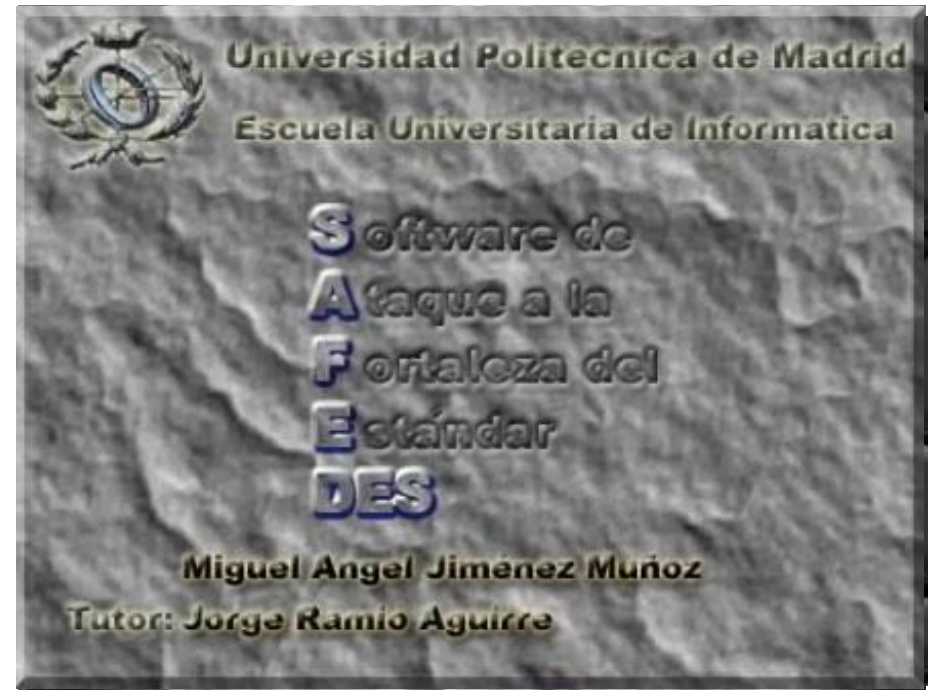 Universidad Politecnica de Madrid
Escuela Universitaria de Informatica
Software de
Ataque a la
Fortaleza del
Estándar
DES
Miguel Angel Jiménez Muñoz
Tutor: Jorge Ramio Aguirre